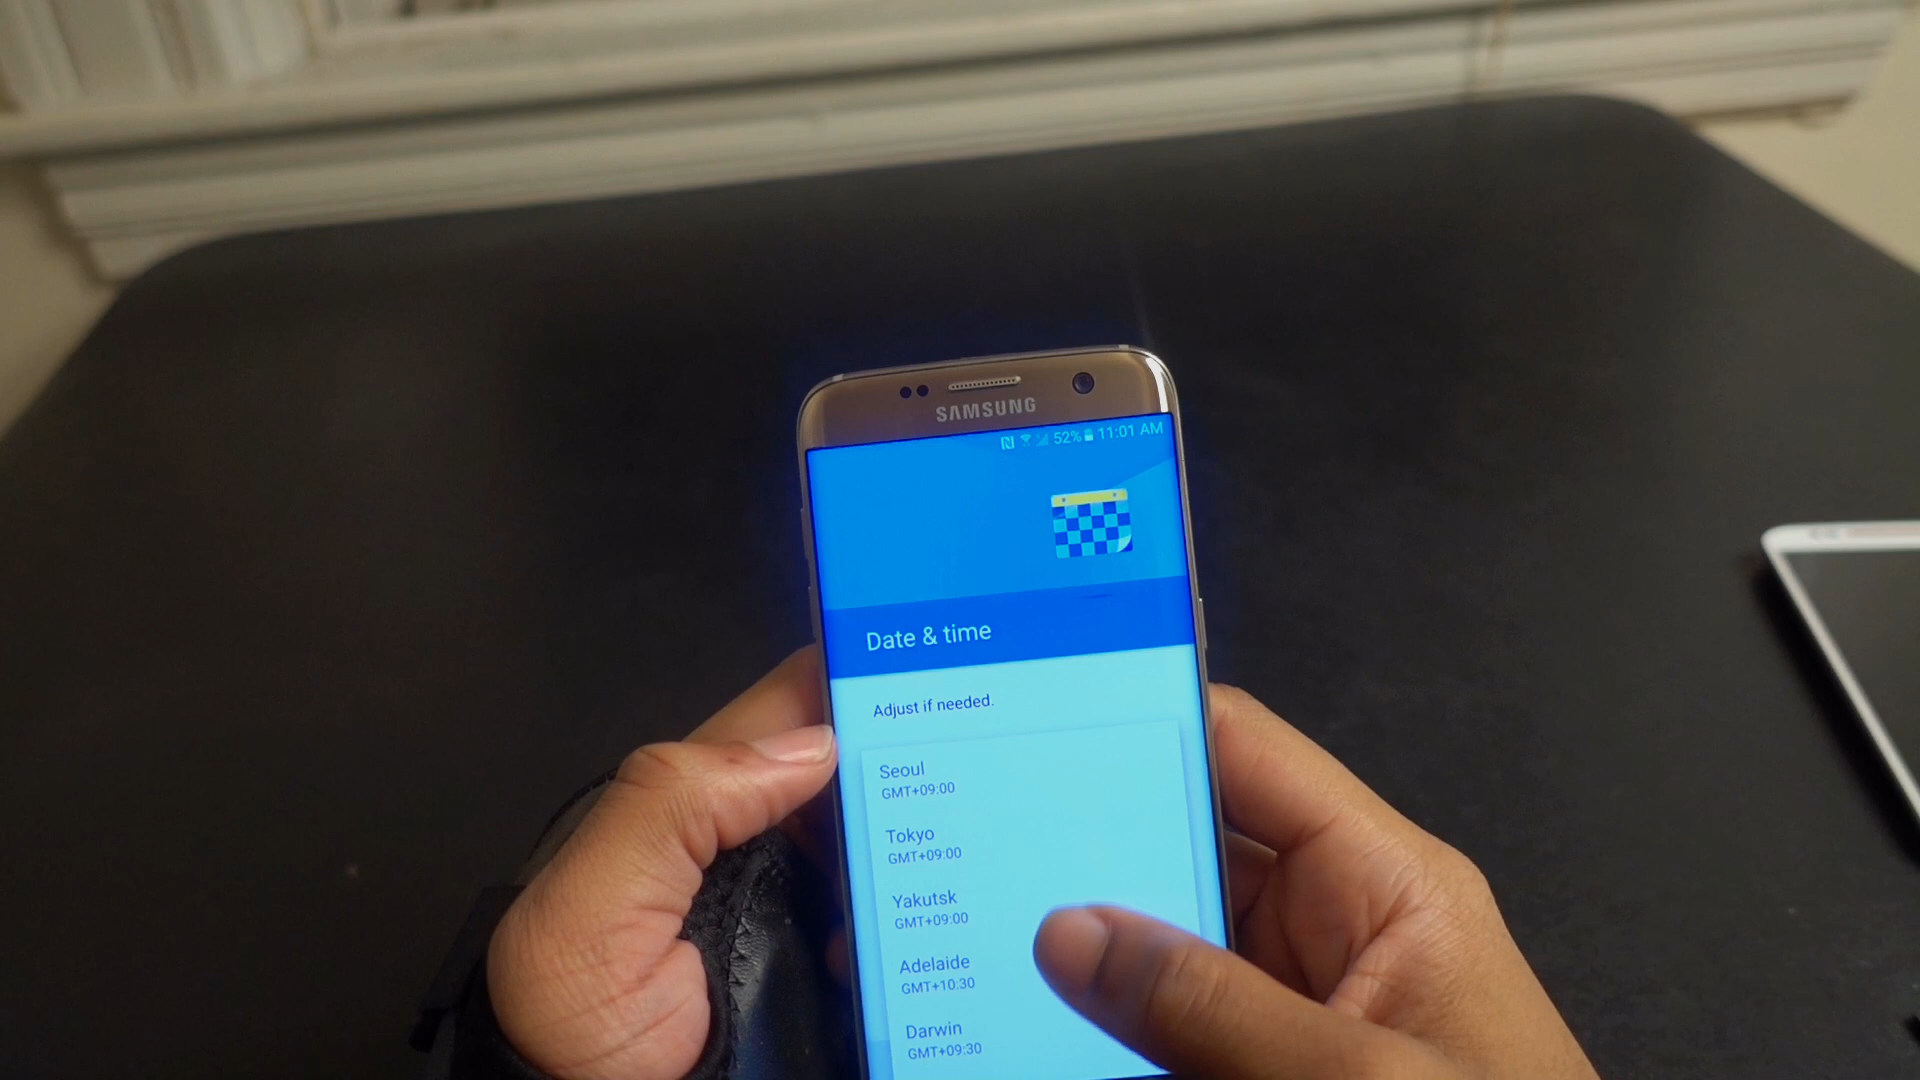 SAMSUNG
52% 11:01 AM
Date & time
Adjust if needed.
Seoul
GMT+09:00
Tokyo
GMT+09:00
Yakutsk
GMT+09:00
Adelaide
GMT+10:30
Darwin
GMT+09:30